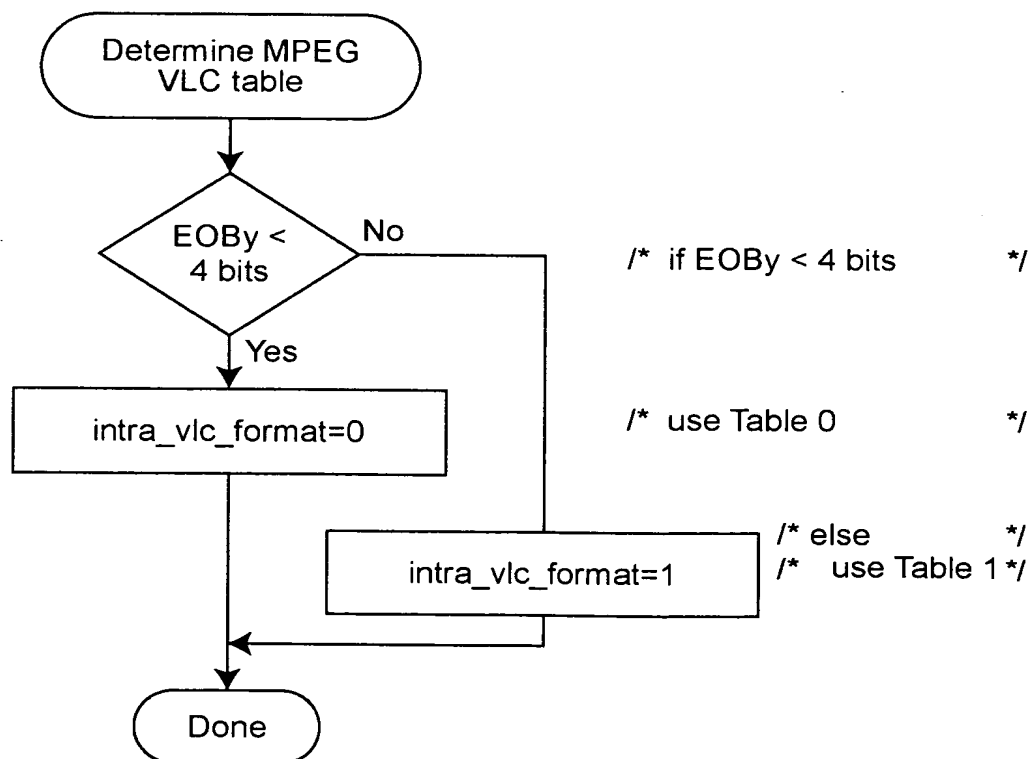 Determine MPEG
VLC table
EOBy <
4 bits
No
/* if EOBy < 4 bits */
Yes
intra_vlc_format=0
/* use Table 0 */
/* else */
intra_vlc_format=1
/* use Table 1 */
Done